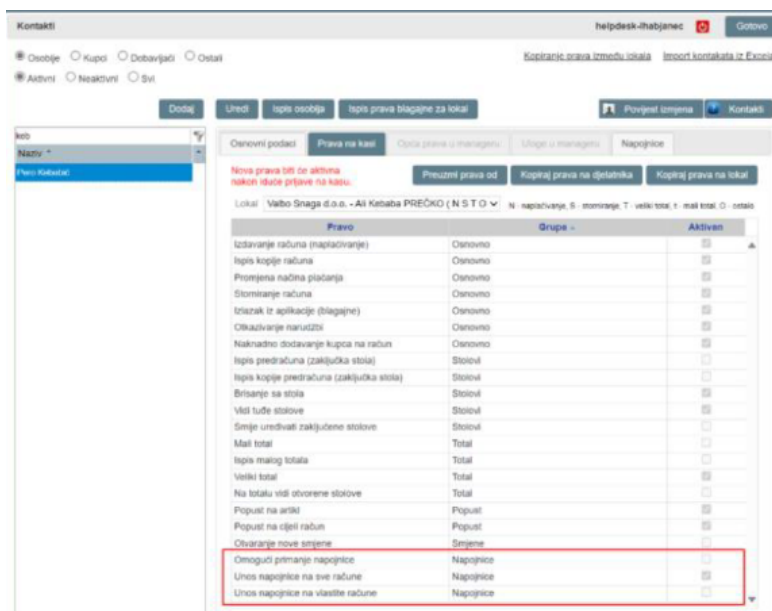 Kontakti
helpdesk-lhabjanec
Gotovo
Osoblje Kupci Dobavljači Ostali
Kopiranje prava između lokala Import kontakata iz Excela
Aktivni Neaktivni Svi
Dodaj Uredi Ispis osoblja Ispis prava blagajne za lokal Povijest izmjena Kontakti
keb
Naziv
Pero Kebabić
Osnovni podaci Prava na kasi Opća prava u manageru Uloge u manageru Napojnice
Nova prava biti će aktivna
nakon iduće prijave na kasu.
Preuzmi prava od Kopiraj prava na djelatnika Kopiraj prava na lokal
Lokal Valbo Snaga d.o.o. - Ali Kebaba PREČKO ( N S T O N - naplaćivanje, S - storniranje, T - veliki total, t - mali total, O - ostalo
Pravo Grupa Aktivan
Izdavanje računa (naplaćivanje) Osnovno
Ispis kopije računa Osnovno
Promjena načina plaćanja Osnovno
Storniranje računa Osnovno
Izlazak iz aplikacije (blagajne) Osnovno
Otkazivanje narudžbi Osnovno
Naknadno dodavanje kupca na račun Osnovno
Ispis predračuna (zaključka stola) Stolovi
Ispis kopije predračuna (zaključka stola) Stolovi
Brisanje sa stola Stolovi
Vidi tuđe stolove Stolovi
Smije uređivati zaključene stolove Stolovi
Mali total Total
Ispis malog totala Total
Veliki total Total
Na totalu vidi otvorene stolove Total
Popust na artikl Popust
Popust na cijeli račun Popust
Otvaranje nove smjene Smjene
Omogući primanje napojnice Napojnice
Unos napojnice na sve račune Napojnice
Unos napojnice na vlastite račune Napojnice